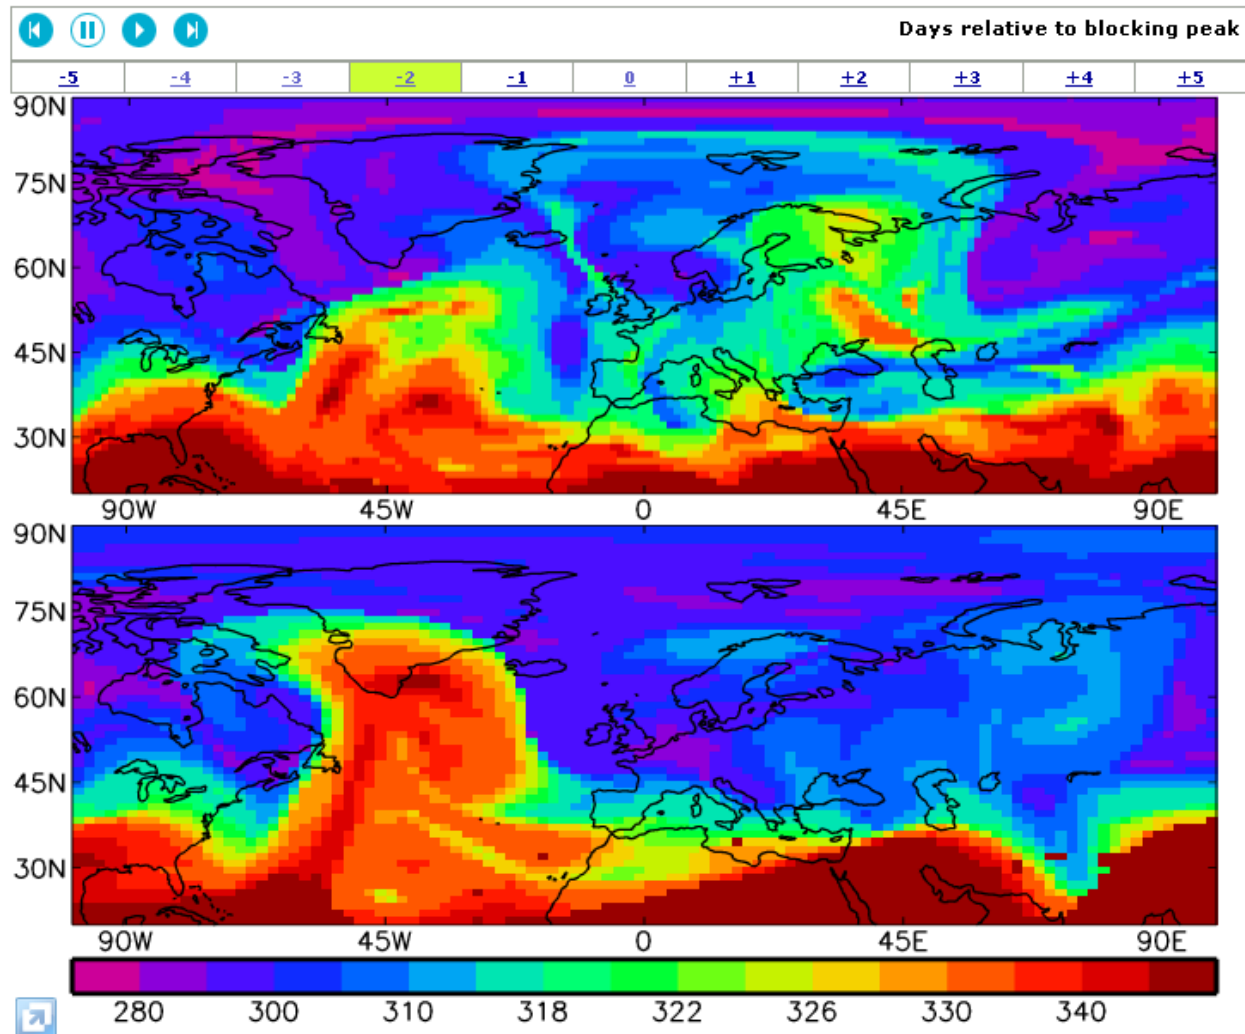 Days relative to blocking peak
-5 -4 -3 -2 -1 0 +1 +2 +3 +4 +5
90N
75N
60N
45N
30N
90W 45W 0 45E 90E
90N
75N
60N
45N
30N
90W 45W 0 45E 90E
280 300 310 318 322 326 330 340